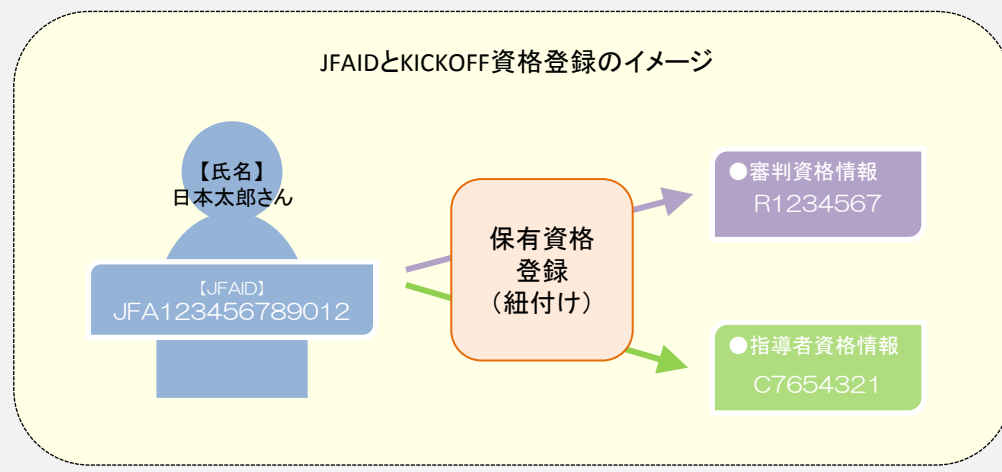 JFAIDとKICKOFF資格登録のイメージ
【氏名】
日本太郎さん
【JFAID】
JFA123456789012
保有資格
登録
（紐付け）
●審判資格情報
R1234567
●指導者資格情報
C7654321